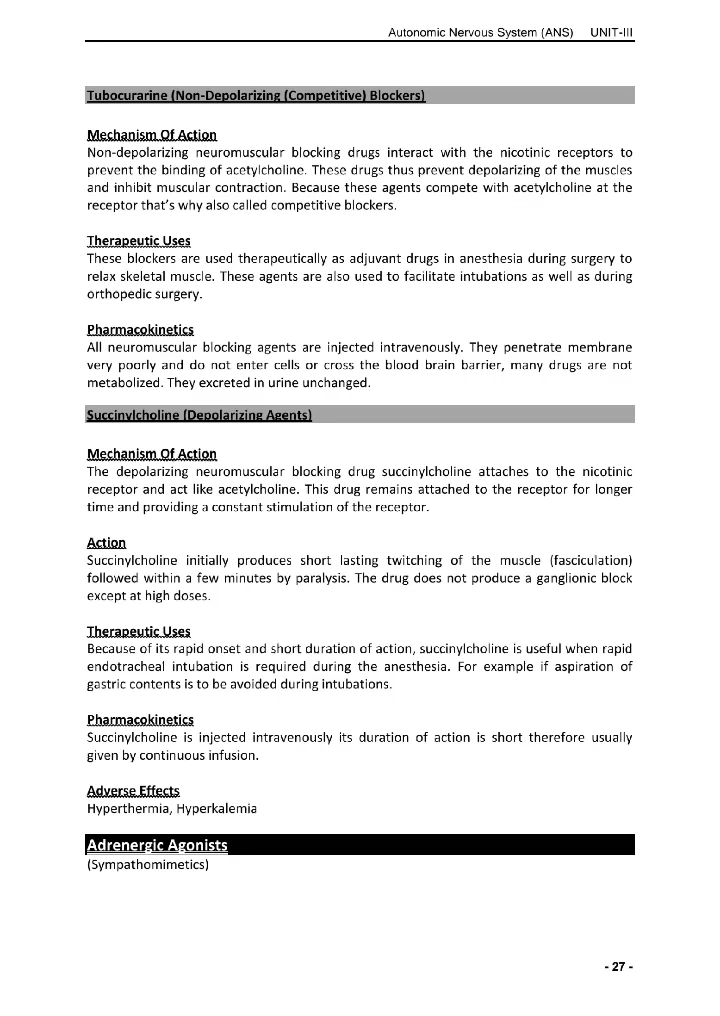 Autonomic Nervous System (ANS) UNIT-III
Tubocurarine (Non-Depolarizing (Competitive) Blockers)
Mechanism Of Action
Non-depolarizing neuromuscular blocking drugs interact with the nicotinic receptors to
prevent the binding of acetylcholine. These drugs thus prevent depolarizing of the muscles
and inhibit muscular contraction. Because these agents compete with acetylcholine at the
receptor that's why also called competitive blockers.
Therapeutic Uses
These blockers are used therapeutically as adjuvant drugs in anesthesia during surgery to
relax skeletal muscle. These agents are also used to facilitate intubations as well as during
orthopedic surgery.
Pharmacokinetics
All neuromuscular blocking agents are injected intravenously. They penetrate membrane
very poorly and do not enter cells or cross the blood brain barrier, many drugs are not
metabolized. They excreted in urine unchanged.
Succinylcholine (Depolarizing Agents)
Mechanism Of Action
The depolarizing neuromuscular blocking drug succinylcholine attaches to the nicotinic
receptor and act like acetylcholine. This drug remains attached to the receptor for longer
time and providing a constant stimulation of the receptor.
Action
Succinylcholine initially produces short lasting twitching of the muscle (fasciculation)
followed within a few minutes by paralysis. The drug does not produce a ganglionic block
except at high doses.
Therapeutic Uses
Because of its rapid onset and short duration of action, succinylcholine is useful when rapid
endotracheal intubation is required during the anesthesia. For example if aspiration of
gastric contents is to be avoided during intubations.
Pharmacokinetics
Succinylcholine is injected intravenously its duration of action is short therefore usually
given by continuous infusion.
Adverse Effects
Hyperthermia, Hyperkalemia
Adrenergic Agonists
(Sympathomimetics)
- 27 -